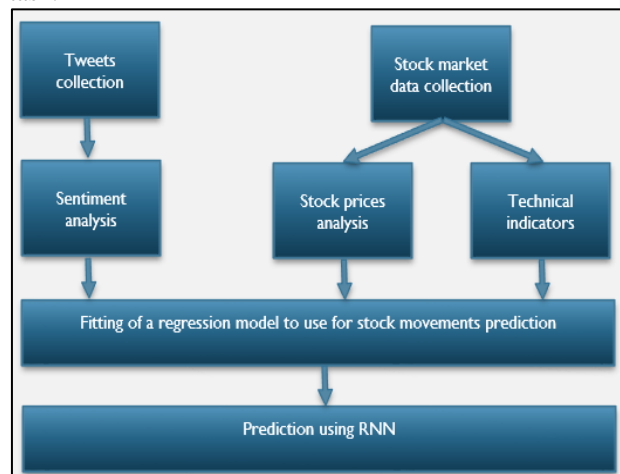 Tweets
collection
Stock market
data collection
Sentiment
analysis
Stock prices
analysis
Technical
indicators
Fitting of a regression model to use for stock movements prediction
Prediction using RNN